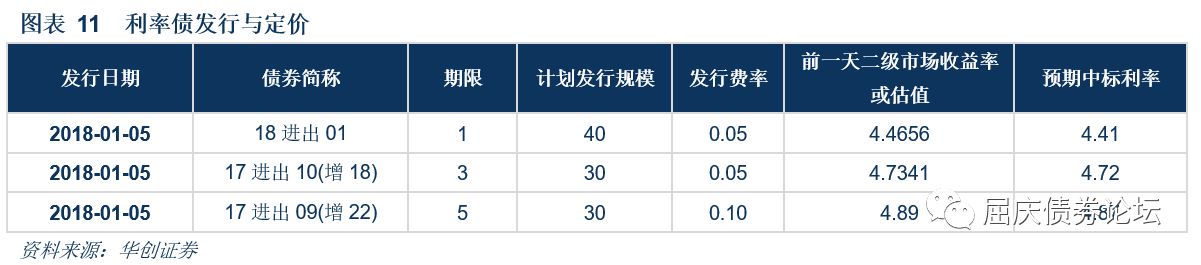 图表 11 利率债发行与定价
发行日期 债券简称 期限 计划发行规模 发行费率 前一天二级市场收益率或估值 预期中标利率
2018-01-05 18 进出 01 1 40 0.05 4.4656 4.41
2018-01-05 17 进出 10(增 18) 3 30 0.05 4.7341 4.72
2018-01-05 17 进出 09(增 22) 5 30 0.10 4.89
屈庆债券论坛
资料来源：华创证券